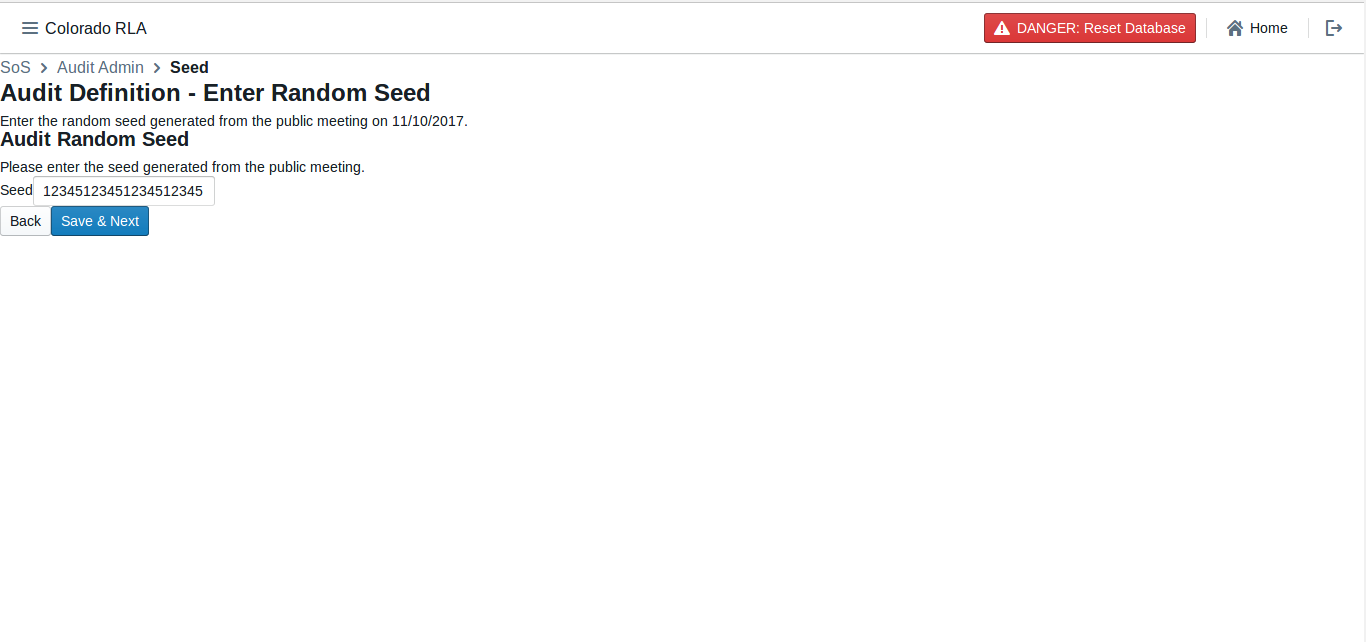 Colorado RLA DANGER: Reset Database Home
SoS Audit Admin Seed
Audit Definition - Enter Random Seed
Enter the random seed generated from the public meeting on 11/10/2017.
Audit Random Seed
Please enter the seed generated from the public meeting.
Seed 12345123451234512345
Back Save & Next